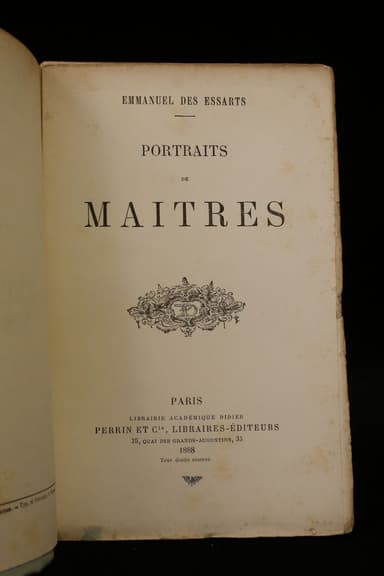 EMMANUEL DES ESSARTS
PORTRAITS
DE
MAITRES
PARIS
LIBRAIRIE ACADÉMIQUE DIDIER
PERRIN ET Cie, LIBRAIRES-ÉDITEURS
35, QUAI DES GRANDS-AUGUSTINS, 35
1888
Tous droits réservés